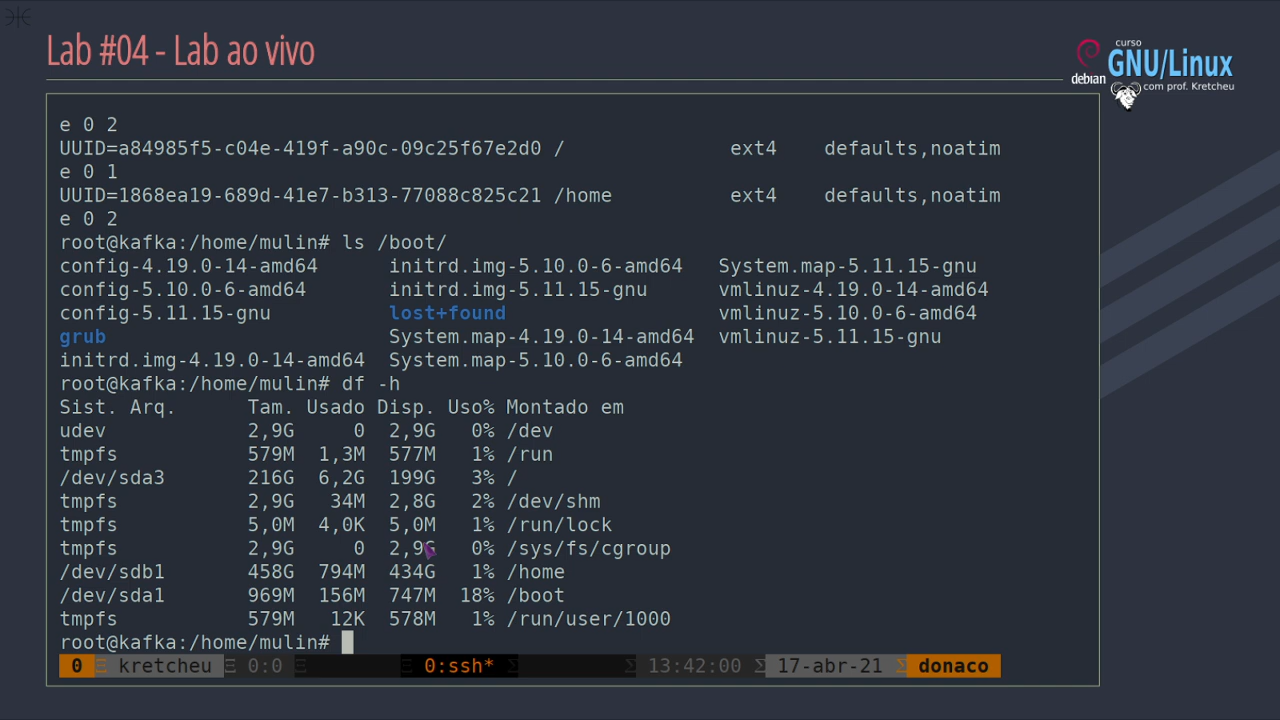 Lab #04 - Lab ao vivo
curso
GNU/Linux
debian
com prof. Kretcheu
e 0 2
UUID=a84985f5-c04e-419f-a90c-09c25f67e2d0 / ext4 defaults,noatim
e 0 1
UUID=1868ea19-689d-41e7-b313-77088c825c21 /home ext4 defaults,noatim
e 0 2
root@kafka:/home/mulin# ls /boot/
config-4.19.0-14-amd64 initrd.img-5.10.0-6-amd64 System.map-5.11.15-gnu
config-5.10.0-6-amd64 initrd.img-5.11.15-gnu vmlinuz-4.19.0-14-amd64
config-5.11.15-gnu lost+found vmlinuz-5.10.0-6-amd64
grub System.map-4.19.0-14-amd64 vmlinuz-5.11.15-gnu
initrd.img-4.19.0-14-amd64 System.map-5.10.0-6-amd64
root@kafka:/home/mulin# df -h
Sist. Arq. Tam. Usado Disp. Uso% Montado em
udev 2,9G 0 2,9G 0% /dev
tmpfs 579M 1,3M 577M 1% /run
/dev/sda3 216G 6,2G 199G 3% /
tmpfs 2,9G 34M 2,8G 2% /dev/shm
tmpfs 5,0M 4,0K 5,0M 1% /run/lock
tmpfs 2,9G 0 2,9G 0% /sys/fs/cgroup
/dev/sdb1 458G 794M 434G 1% /home
/dev/sda1 969M 156M 747M 18% /boot
tmpfs 579M 12K 578M 1% /run/user/1000
root@kafka:/home/mulin#
0 Ξ kretcheu Ξ 0:0 Ξ 0:ssh* Σ Σ 13:42:00 Σ 17-abr-21 Σ donaco